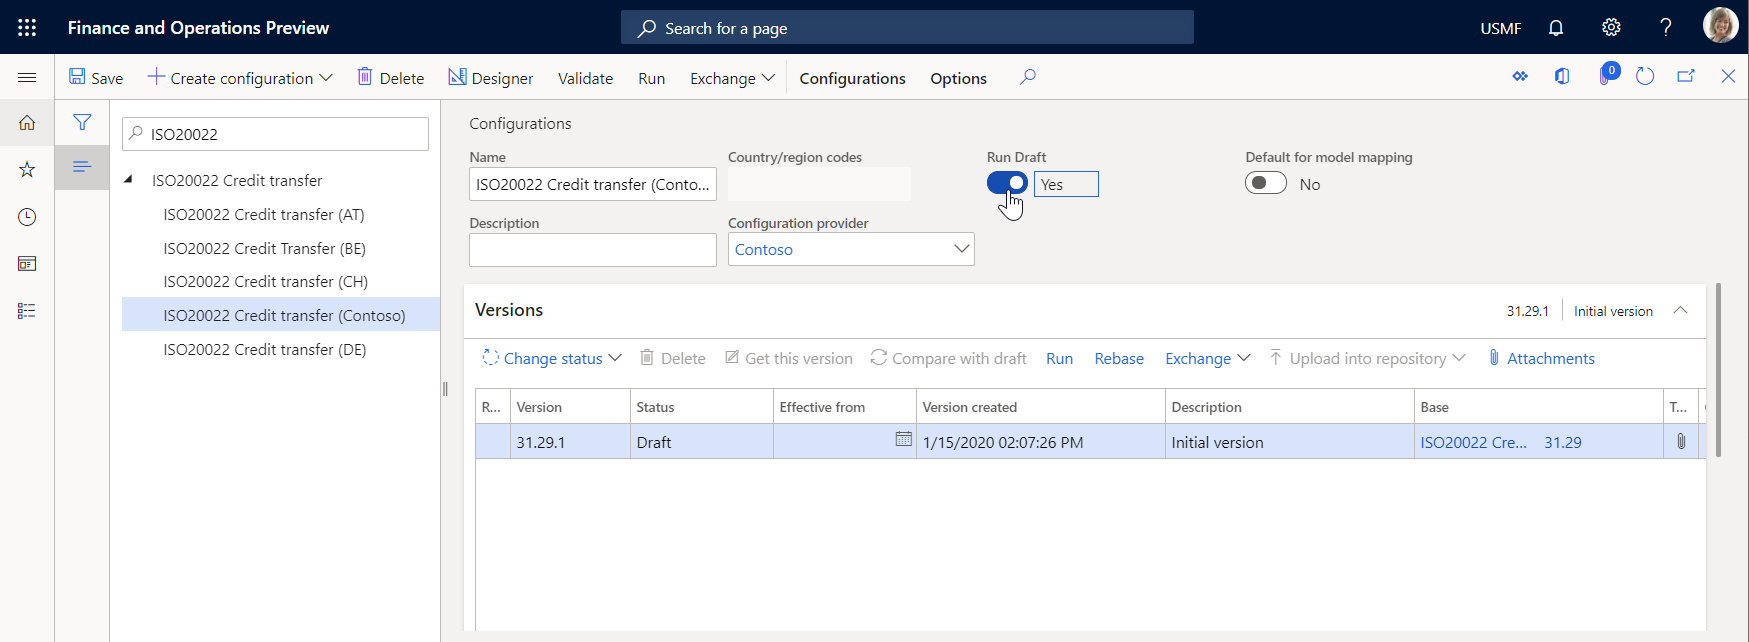 Finance and Operations Preview
Search for a page
USMF
?
Save
Create configuration
Delete
Designer
Validate
Run
Exchange
Configurations
Options
0
ISO20022
ISO20022 Credit transfer
ISO20022 Credit transfer (AT)
ISO20022 Credit Transfer (BE)
ISO20022 Credit transfer (CH)
ISO20022 Credit transfer (Contoso)
ISO20022 Credit transfer (DE)
Configurations
Name
Country/region codes
Run Draft
Default for model mapping
ISO20022 Credit transfer (Conto...
Yes
No
Description
Configuration provider
Contoso
Versions
31.29.1
Initial version
Change status
Delete
Get this version
Compare with draft
Run
Rebase
Exchange
Upload into repository
Attachments
R... Version Status Effective from Version created Description Base T...
31.29.1 Draft 1/15/2020 02:07:26 PM Initial version ISO20022 Cre... 31.29